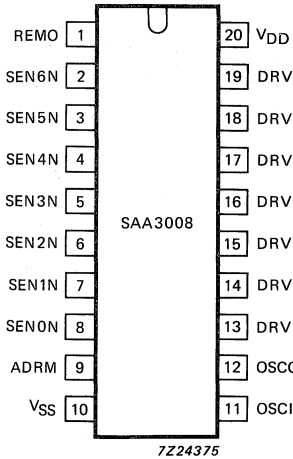 REMO 1 20 VDD
SEN6N 2 19 DRV
SEN5N 3 18 DRV
SEN4N 4 17 DRV
SEN3N 5 16 DRV
SAA3008
SEN2N 6 15 DRV
SEN1N 7 14 DRV
SEN0N 8 13 DRV
ADRM 9 12 OSCO
VSS 10 11 OSCI
7Z24375